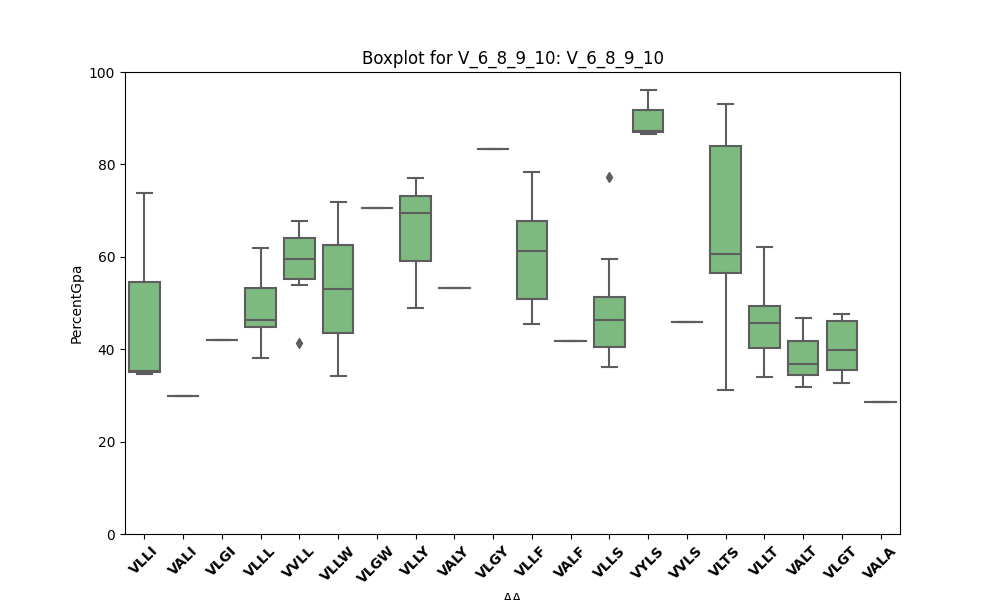 Boxplot for V_6_8_9_10: V_6_8_9_10
100
80
60
40
20
0
PercentGpa
VLLI VALI VLGI VLLL VVLL VLLW VLGW VLLY VALY VLGY VLLF VALF VLLS VYLS VVLS VLTS VLLT VALT VLGT VALA
AA